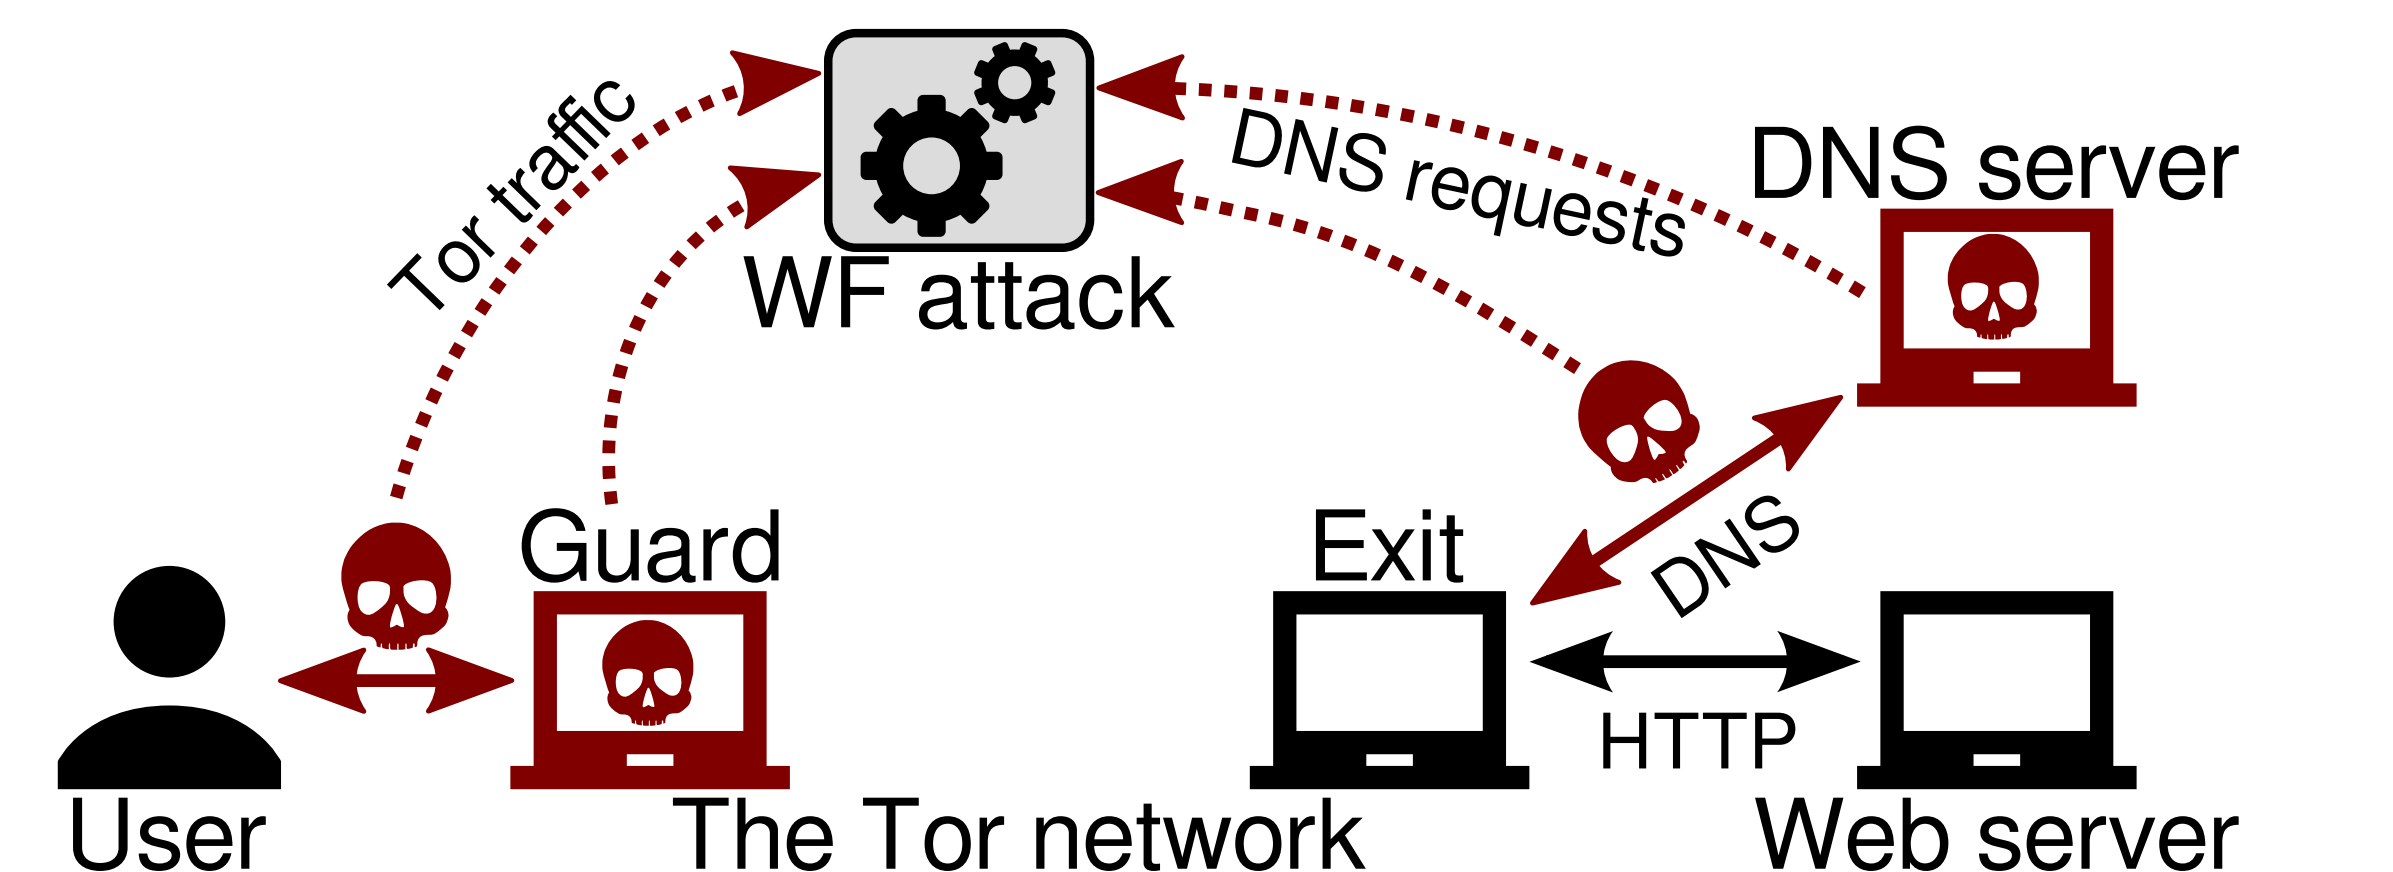 Tor traffic
WF attack
DNS requests
DNS server
Guard
Exit
DNS
HTTP
User
The Tor network
Web server